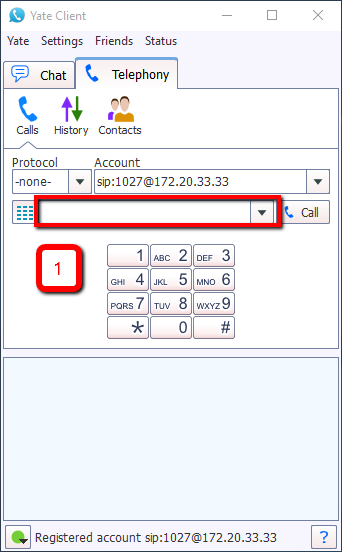 Yate Client
Yate Settings Friends Status
Chat Telephony
Calls History Contacts
Protocol Account
-none- sip:1027@172.20.33.33
Call
1
1 ABC 2 DEF 3
GHI 4 JKL 5 MNO 6
PQRS 7 TUV 8 WXYZ 9
* 0 #
Registered account sip:1027@172.20.33.33 ?